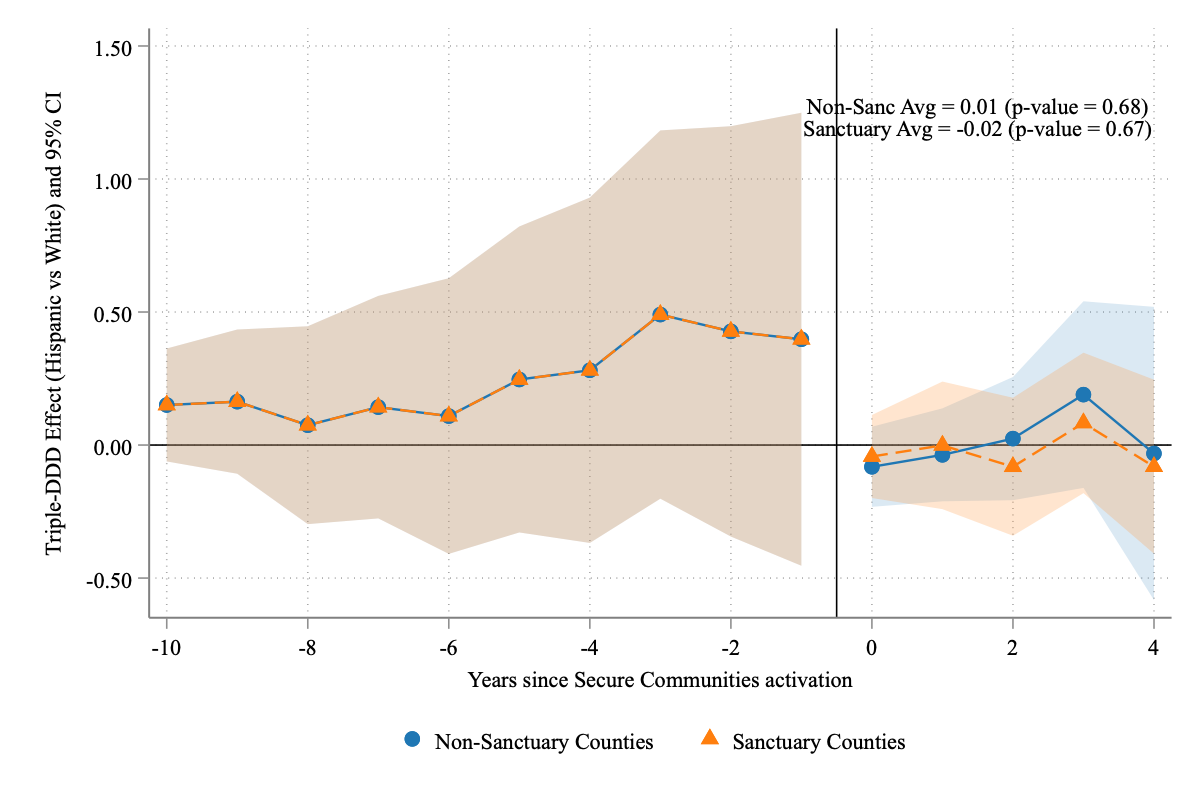 Triple-DDD Effect (Hispanic vs White) and 95% CI
1.50
1.00
0.50
0.00
-0.50
Non-Sanc Avg = 0.01 (p-value = 0.68)
Sanctuary Avg = -0.02 (p-value = 0.67)
-10 -8 -6 -4 -2 0 2 4
Years since Secure Communities activation
Non-Sanctuary Counties Sanctuary Counties